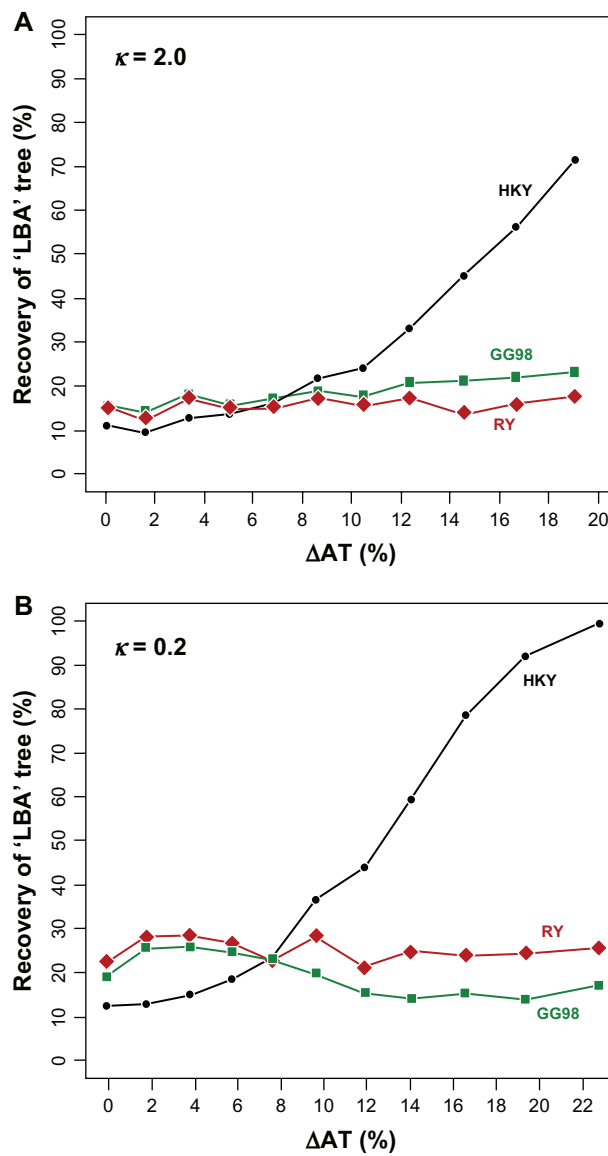 A
κ = 2.0
Recovery of 'LBA' tree (%)
100
90
80
70
60
50
40
30
20
10
0
HKY
GG98
RY
0 2 4 6 8 10 12 14 16 18 20
ΔAT (%)
B
κ = 0.2
Recovery of 'LBA' tree (%)
100
90
80
70
60
50
40
30
20
10
0
HKY
RY
GG98
0 2 4 6 8 10 12 14 16 18 20 22
ΔAT (%)